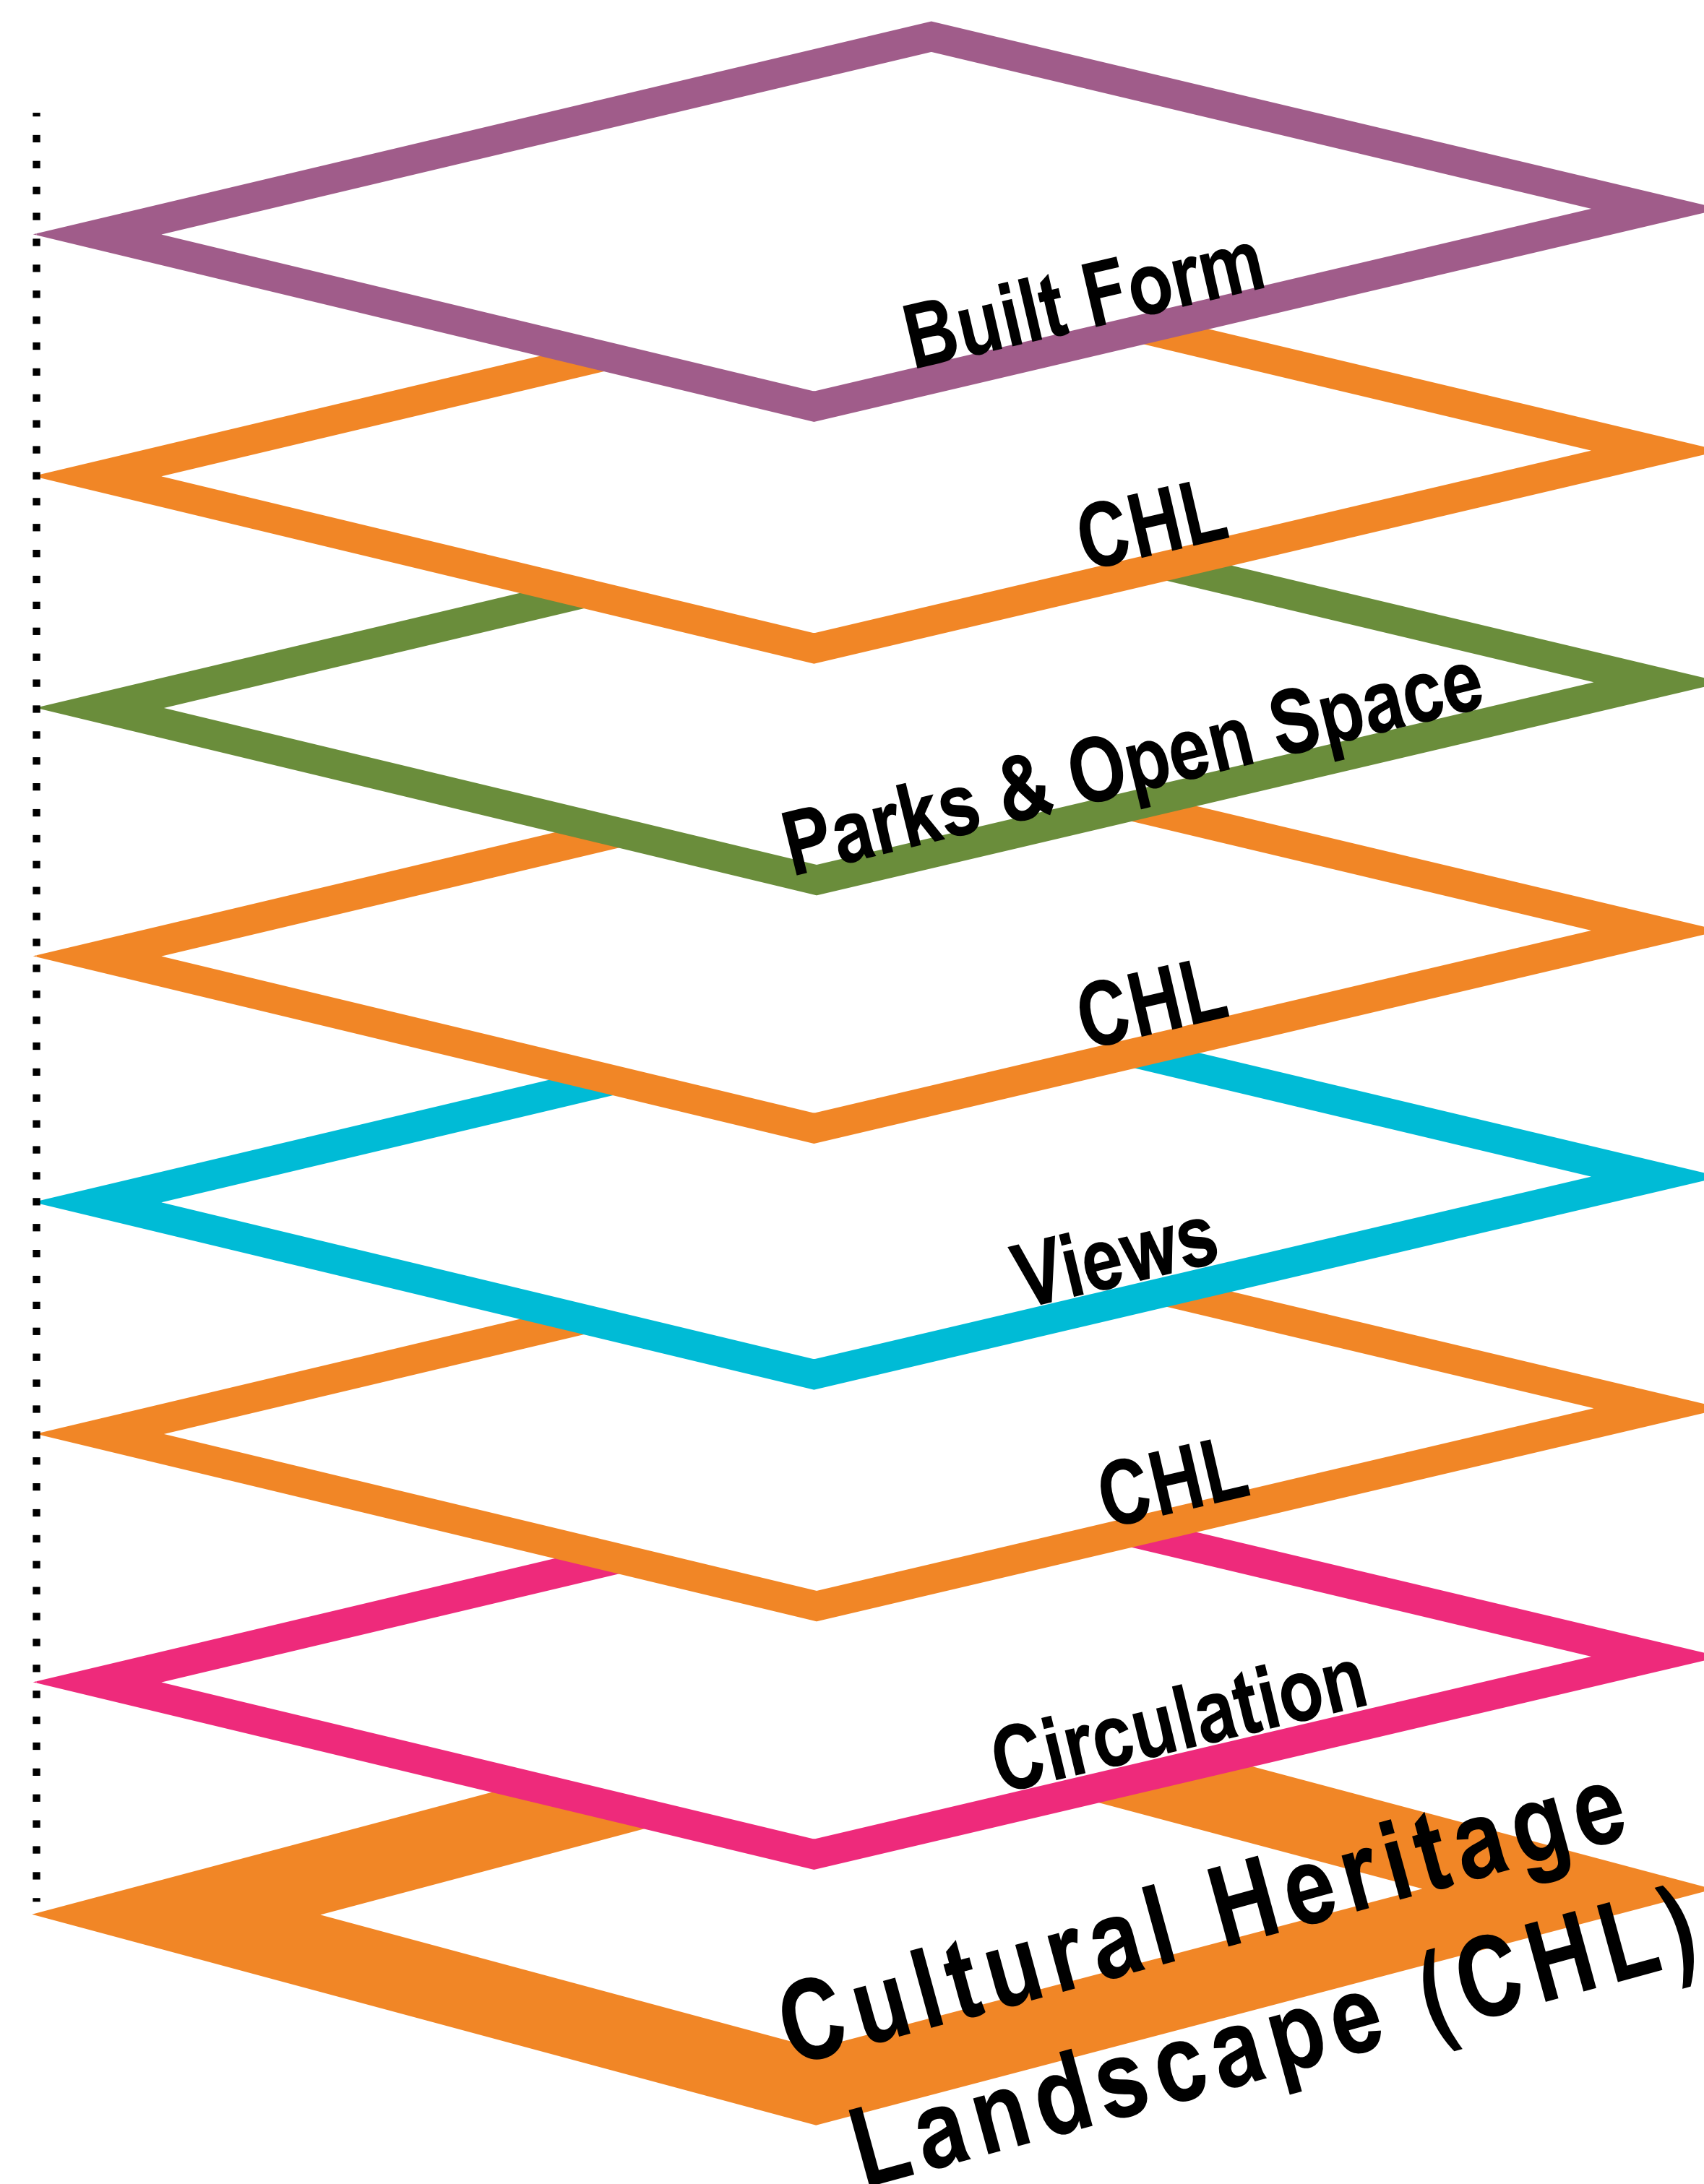 Built Form
CHL
Parks & Open Space
CHL
Views
CHL
Circulation
Cultural Heritage
Landscape (CHL)